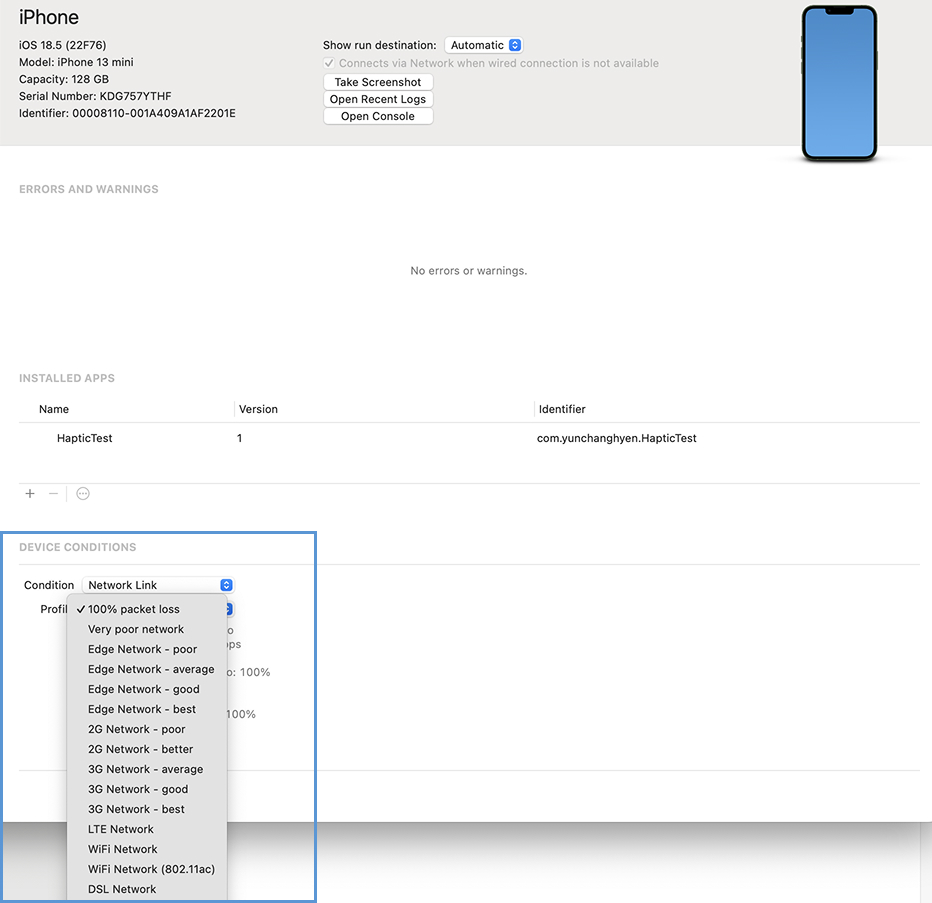 iPhone
iOS 18.5 (22F76)
Model: iPhone 13 mini
Capacity: 128 GB
Serial Number: KDG757YTHF
Identifier: 00008110-001A409A1AF2201E
Show run destination: Automatic
Connects via Network when wired connection is not available
Take Screenshot
Open Recent Logs
Open Console
ERRORS AND WARNINGS
No errors or warnings.
INSTALLED APPS
Name Version Identifier
HapticTest 1 com.yunchanghyen.HapticTest
DEVICE CONDITIONS
Condition Network Link
100% packet loss
Very poor network
Edge Network - poor
Edge Network - average
o: 100%
Edge Network - good
Edge Network - best
100%
2G Network - poor
2G Network - better
3G Network - average
3G Network - good
3G Network - best
LTE Network
WiFi Network
WiFi Network (802.11ac)
DSL Network